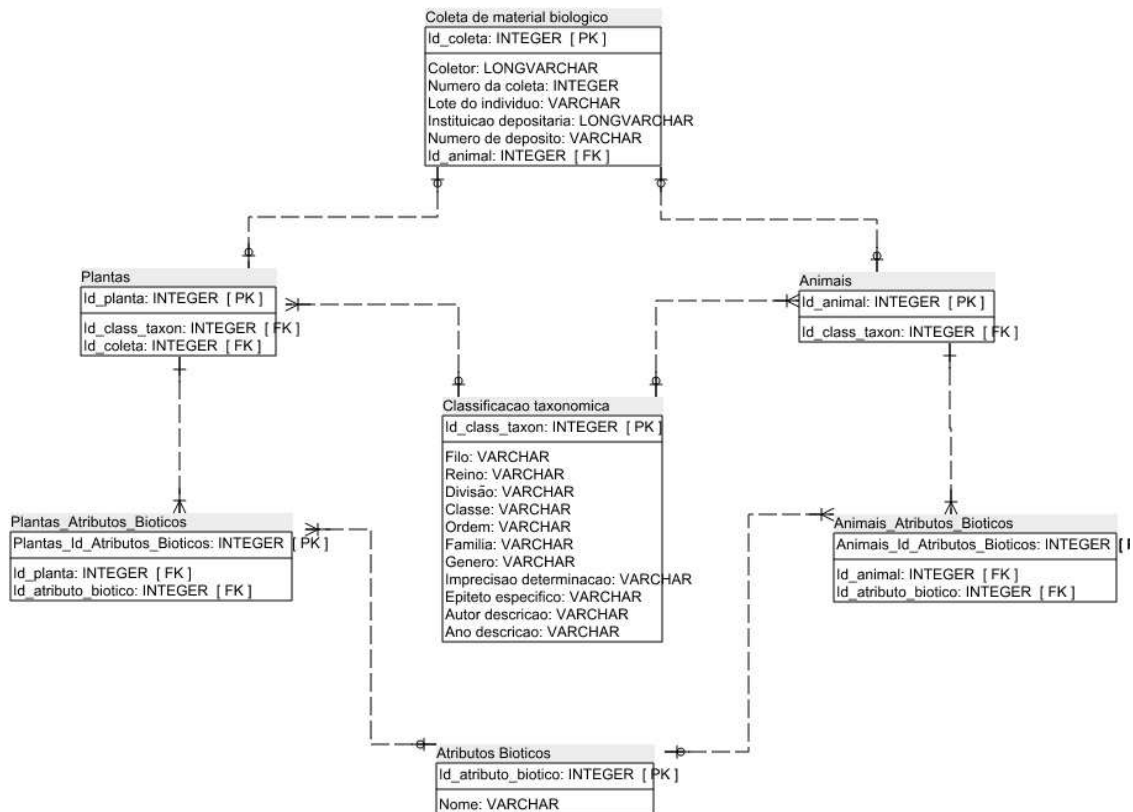 Coleta de material biologico
Id_coleta: INTEGER [ PK ]
Coletor: LONGVARCHAR
Numero da coleta: INTEGER
Lote do individuo: VARCHAR
Instituicao depositaria: LONGVARCHAR
Numero de deposito: VARCHAR
Id_animal: INTEGER [ FK ]
Plantas
Id_planta: INTEGER [ PK ]
Id_class_taxon: INTEGER [ FK ]
Id_coleta: INTEGER [ FK ]
Animais
Id_animal: INTEGER [ PK ]
Id_class_taxon: INTEGER [ FK ]
Classificacao taxonomica
Id_class_taxon: INTEGER [ PK ]
Filo: VARCHAR
Reino: VARCHAR
Divisão: VARCHAR
Classe: VARCHAR
Ordem: VARCHAR
Familia: VARCHAR
Genero: VARCHAR
Imprecisao determinacao: VARCHAR
Epiteto especifico: VARCHAR
Autor descricao: VARCHAR
Ano descricao: VARCHAR
Plantas_Atributos_Bioticos
Plantas_Id_Atributos_Bioticos: INTEGER [ PK ]
Id_planta: INTEGER [ FK ]
Id_atributo_biotico: INTEGER [ FK ]
Animais_Atributos_Bioticos
Animais_Id_Atributos_Bioticos: INTEGER [
Id_animal: INTEGER [ FK ]
Id_atributo_biotico: INTEGER [ FK ]
Atributos Bioticos
Id_atributo_biotico: INTEGER [ PK ]
Nome: VARCHAR